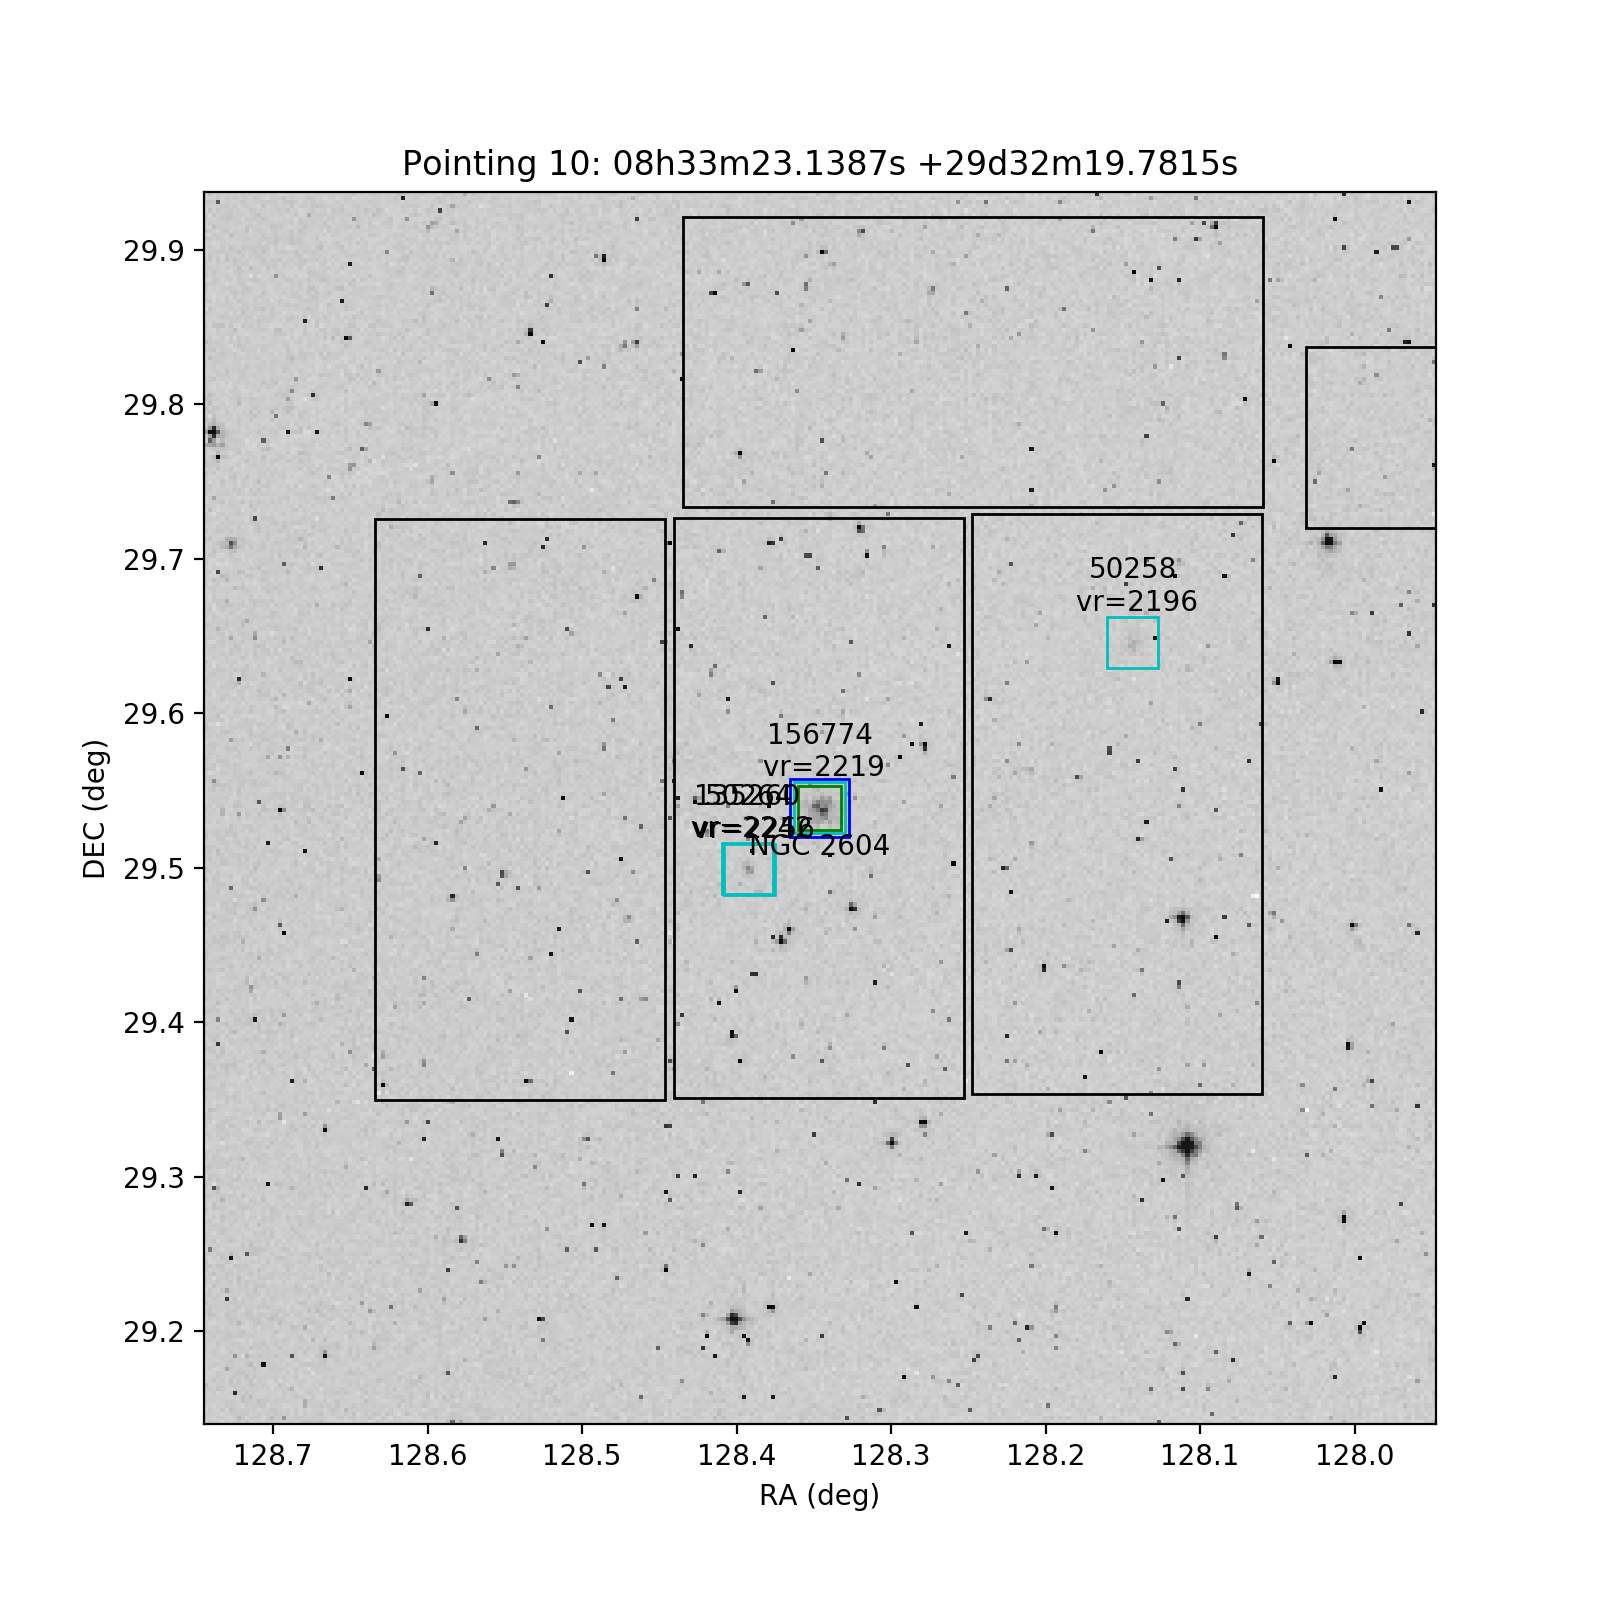 Pointing 10: 08h33m23.1387s +29d32m19.7815s
29.9
29.8
29.7
29.6
29.5
29.4
29.3
29.2
DEC (deg)
50258
vr=2196
156774
vr=2219
NGC 2604
128.7 128.6 128.5 128.4 128.3 128.2 128.1 128.0
RA (deg)